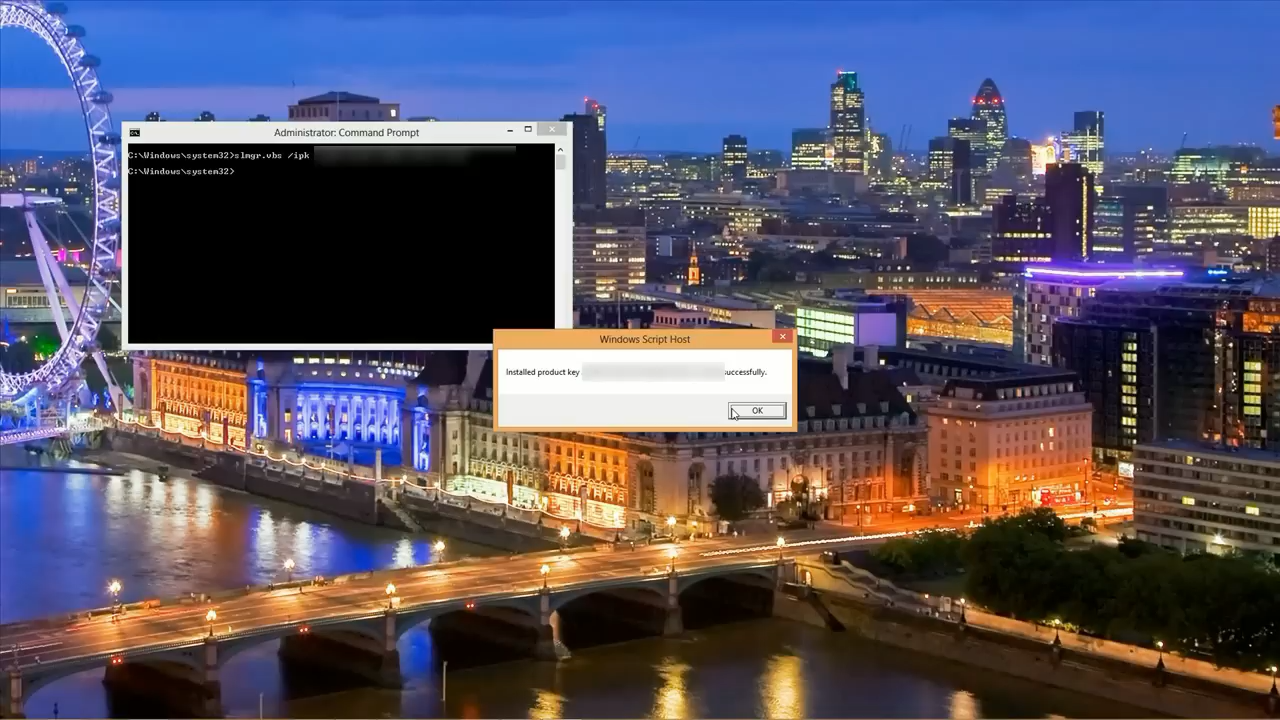 Administrator: Command Prompt
C:\Windows\system32>slmgr.vbs /ipk
C:\Windows\system32>
Windows Script Host
Installed product key successfully.
OK